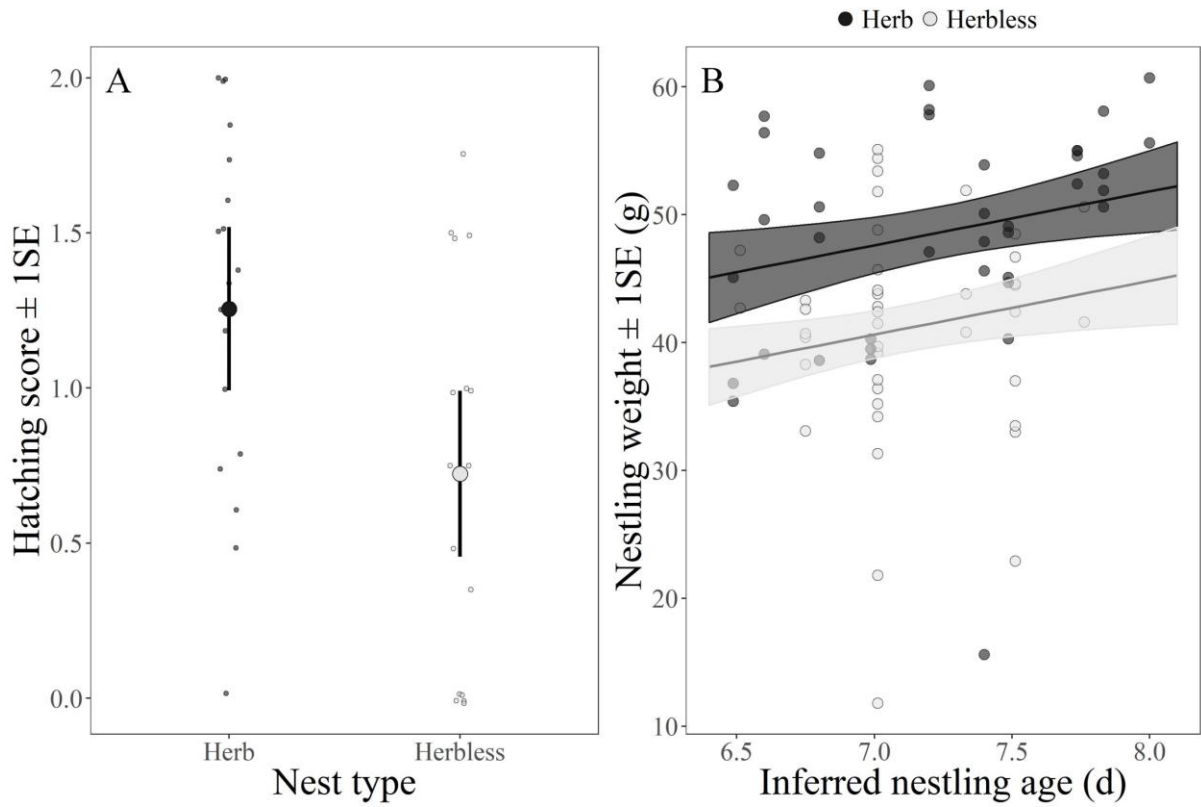 Herb Herbless
A
2.0
1.5
1.0
0.5
0.0
Hatching score ± 1SE
Herb Herbless
Nest type
B
60
50
40
30
20
10
Nestling weight ± 1SE (g)
6.5 7.0 7.5 8.0
Inferred nestling age (d)